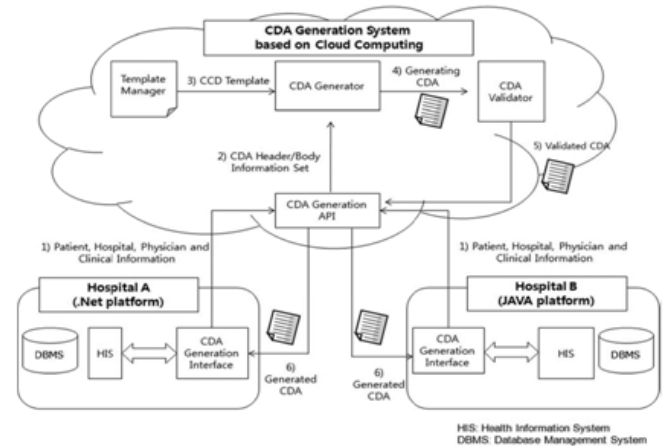 CDA Generation System
based on Cloud Computing
Template
Manager
3) CCD Template
CDA Generator
4) Generating
CDA
CDA
Validator
2) CDA Header/Body
Information Set
5) Validated CDA
CDA Generation
API
1) Patient, Hospital, Physician and
Clinical Information
1) Patient, Hospital, Physician and
Clinical Information
Hospital A
(.Net platform)
Hospital B
(JAVA platform)
DBMS
HIS
CDA
Generation
Interface
6)
Generated
CDA
6)
Generated
CDA
CDA
Generation
Interface
HIS
DBMS
HIS: Health Information System
DBMS: Database Management System